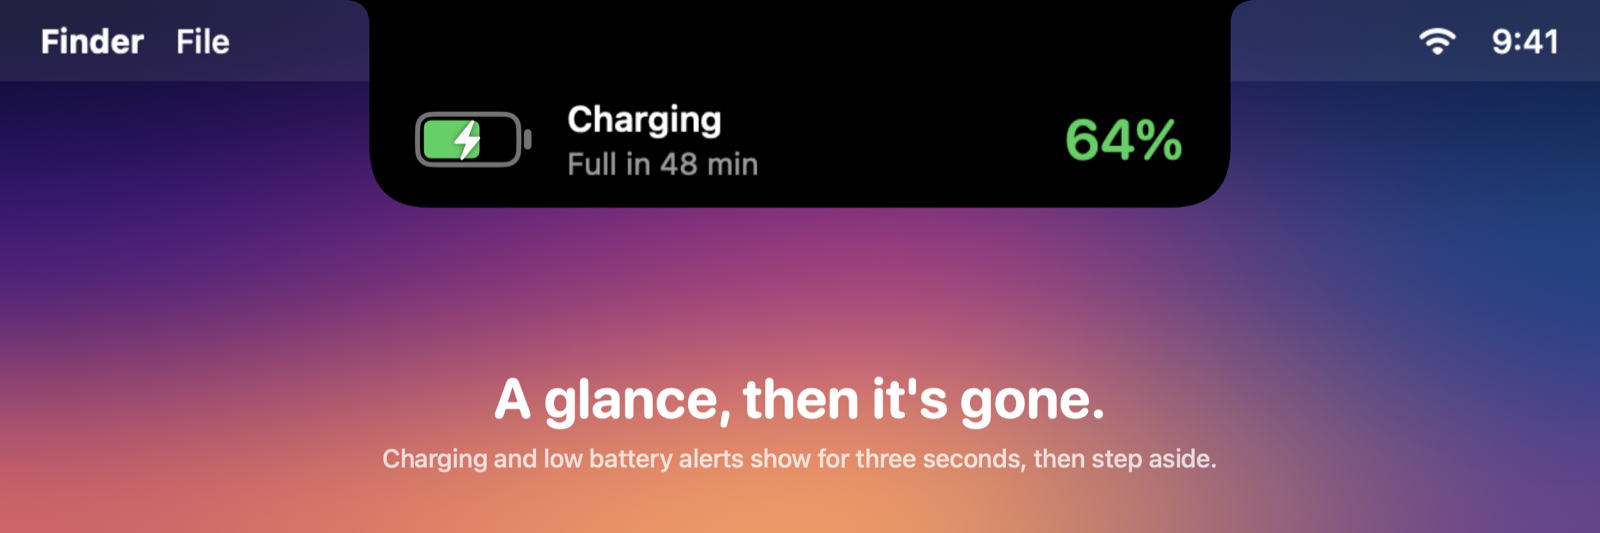 Finder File
9:41
Charging
Full in 48 min
64%
A glance, then it's gone.
Charging and low battery alerts show for three seconds, then step aside.